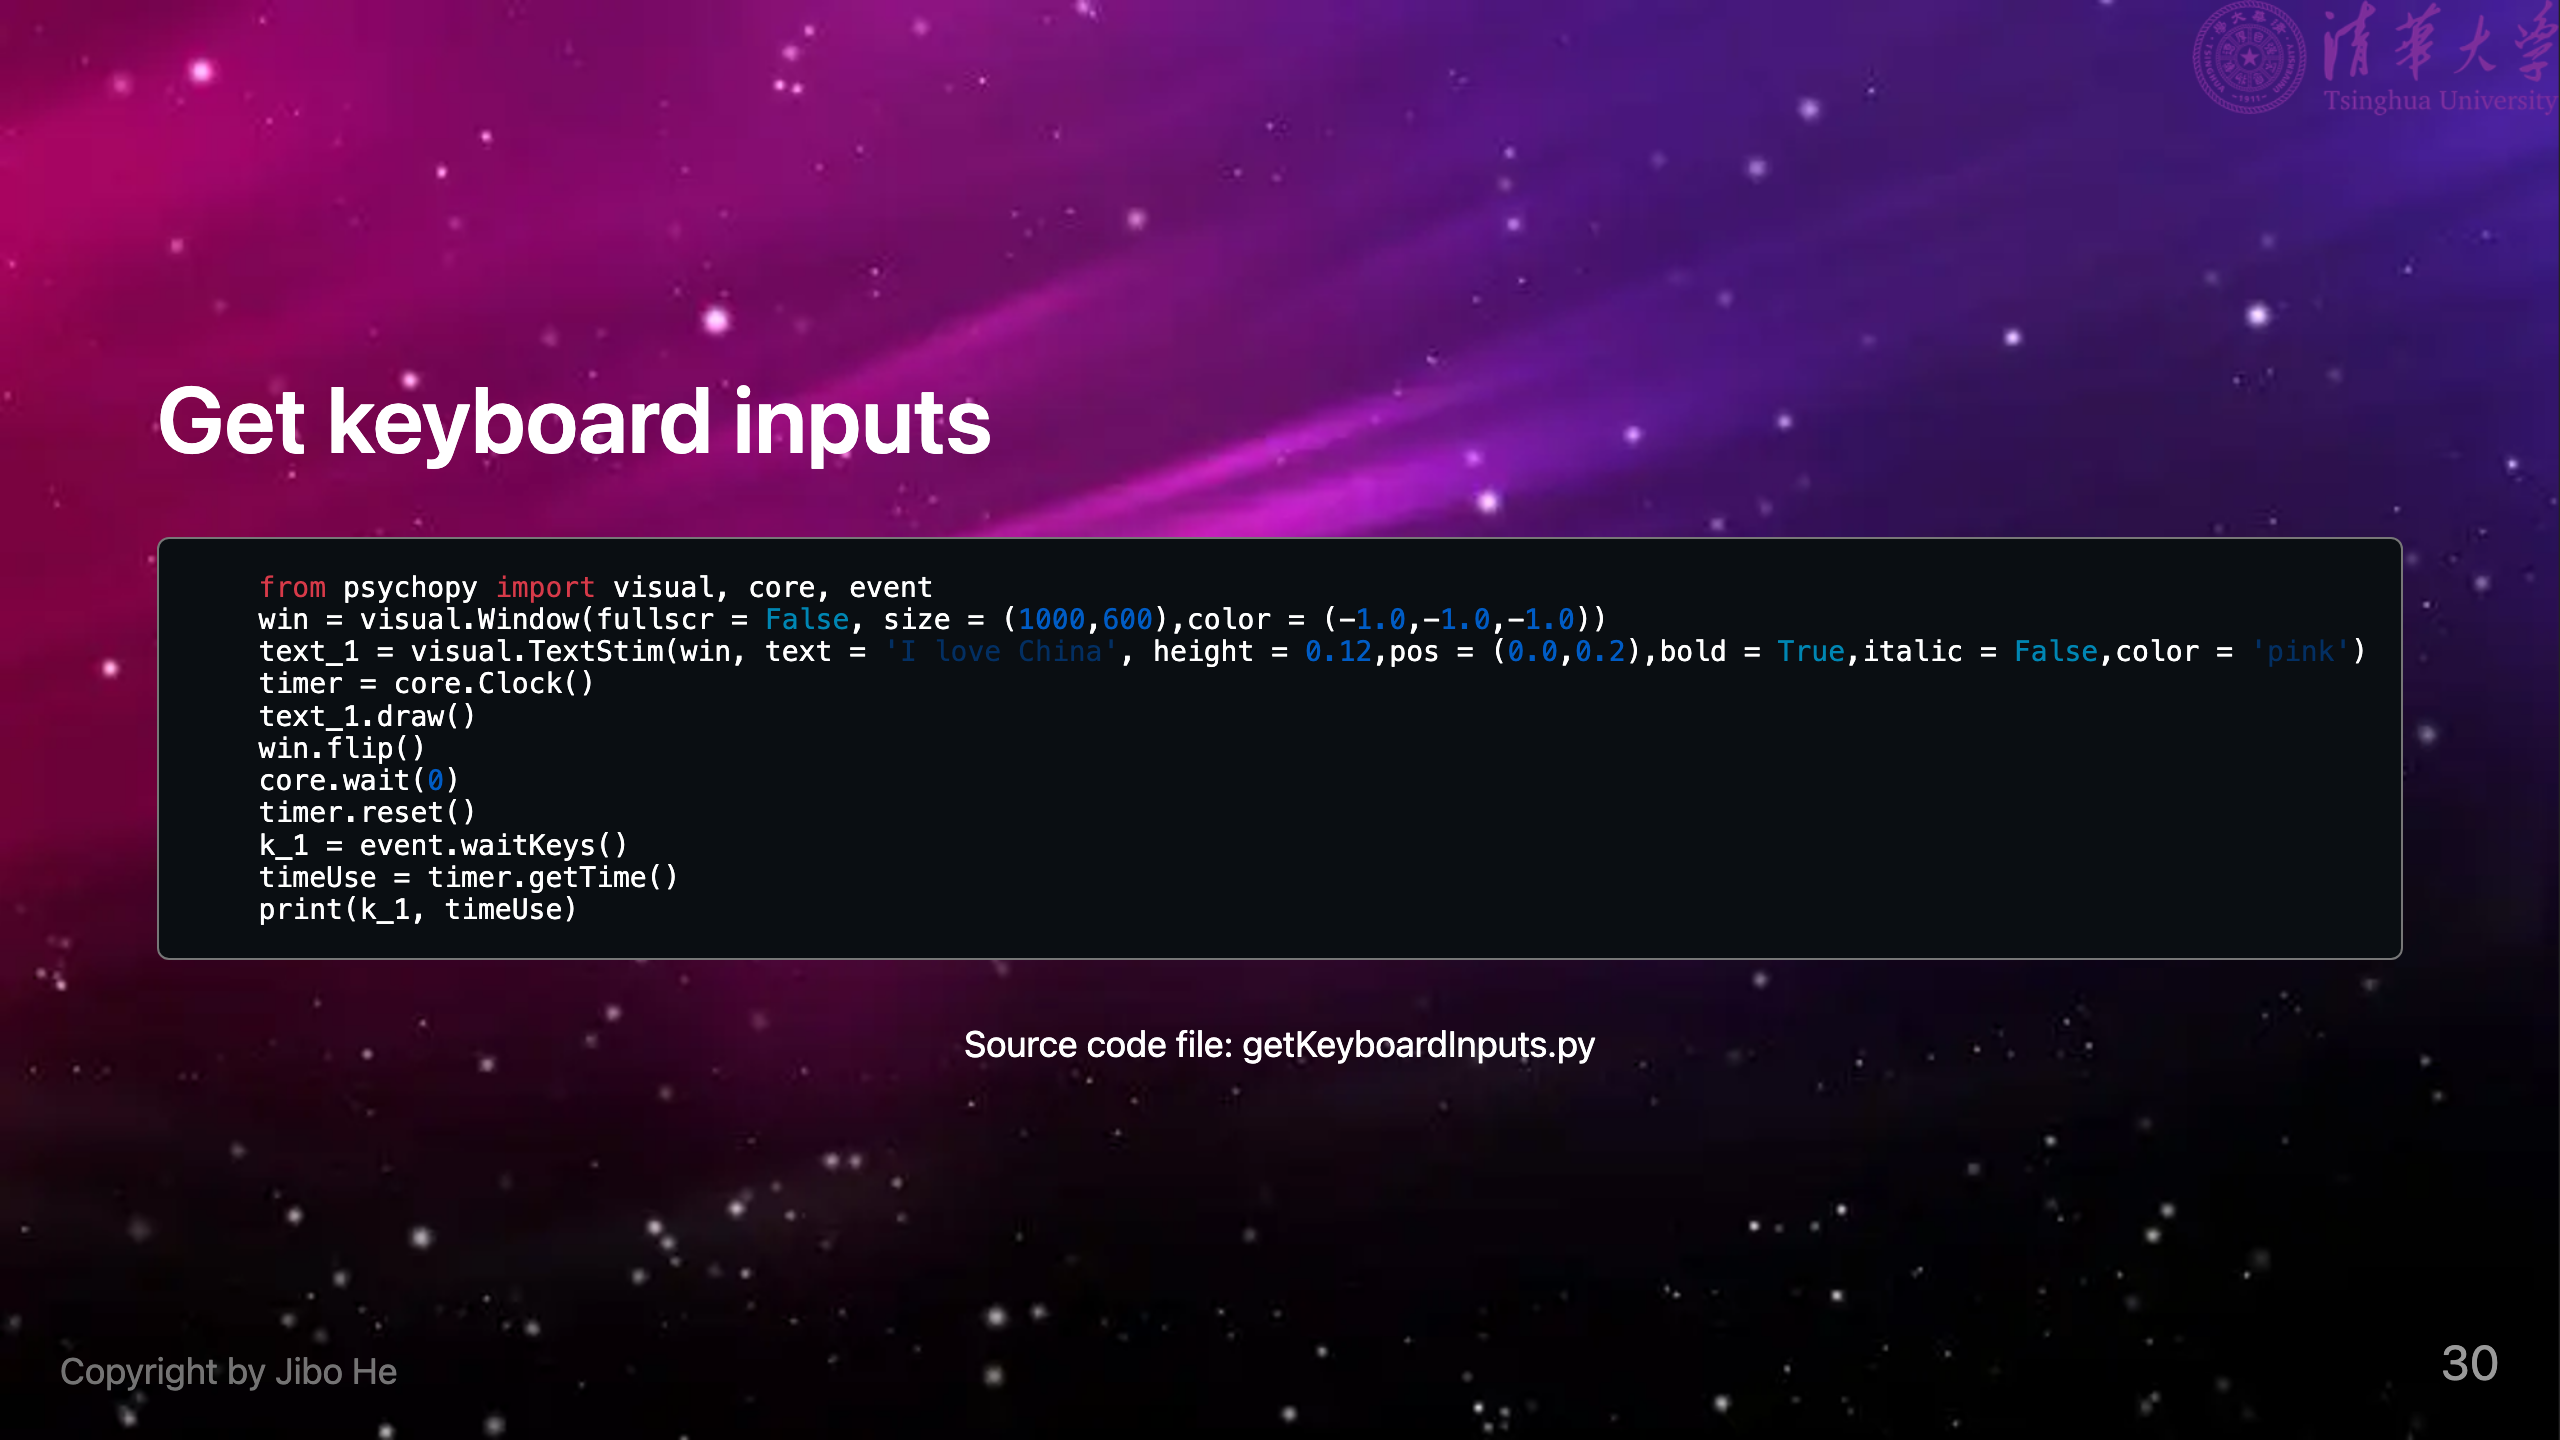 清华大学
Tsinghua University
Get keyboard inputs
from psychopy import visual, core, event
win = visual.Window(fullscr = False, size = (1000,600),color = (-1.0,-1.0,-1.0))
text_1 = visual.TextStim(win, text = 'I love China', height = 0.12,pos = (0.0,0.2),bold = True,italic = False,color = 'pink')
timer = core.Clock()
text_1.draw()
win.flip()
core.wait(0)
timer.reset()
k_1 = event.waitKeys()
timeUse = timer.getTime()
print(k_1, timeUse)
Source code file: getKeyboardInputs.py
Copyright by Jibo He
30